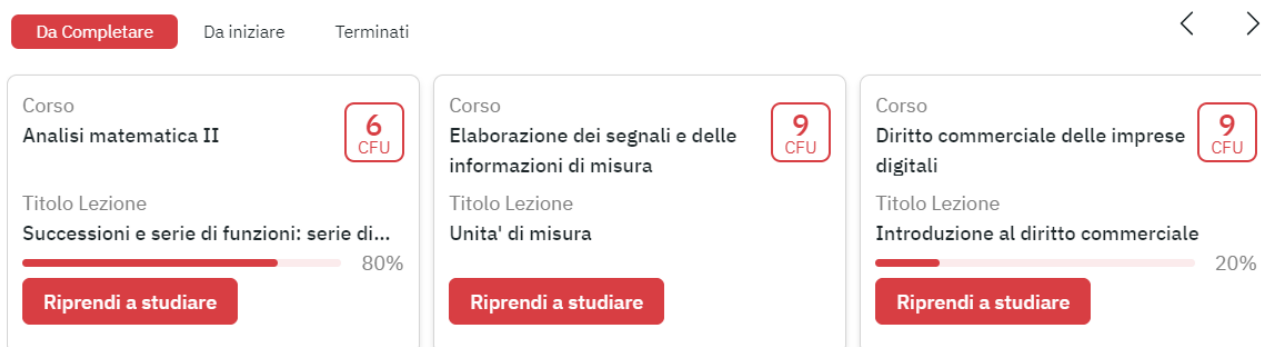 Da Completare
Da iniziare
Terminati
Corso
Analisi matematica II
6
CFU
Titolo Lezione
Successioni e serie di funzioni: serie di...
80%
Riprendi a studiare
Corso
Elaborazione dei segnali e delle
informazioni di misura
9
CFU
Titolo Lezione
Unita' di misura
Riprendi a studiare
Corso
Diritto commerciale delle imprese
digitali
9
CFU
Titolo Lezione
Introduzione al diritto commerciale
20%
Riprendi a studiare